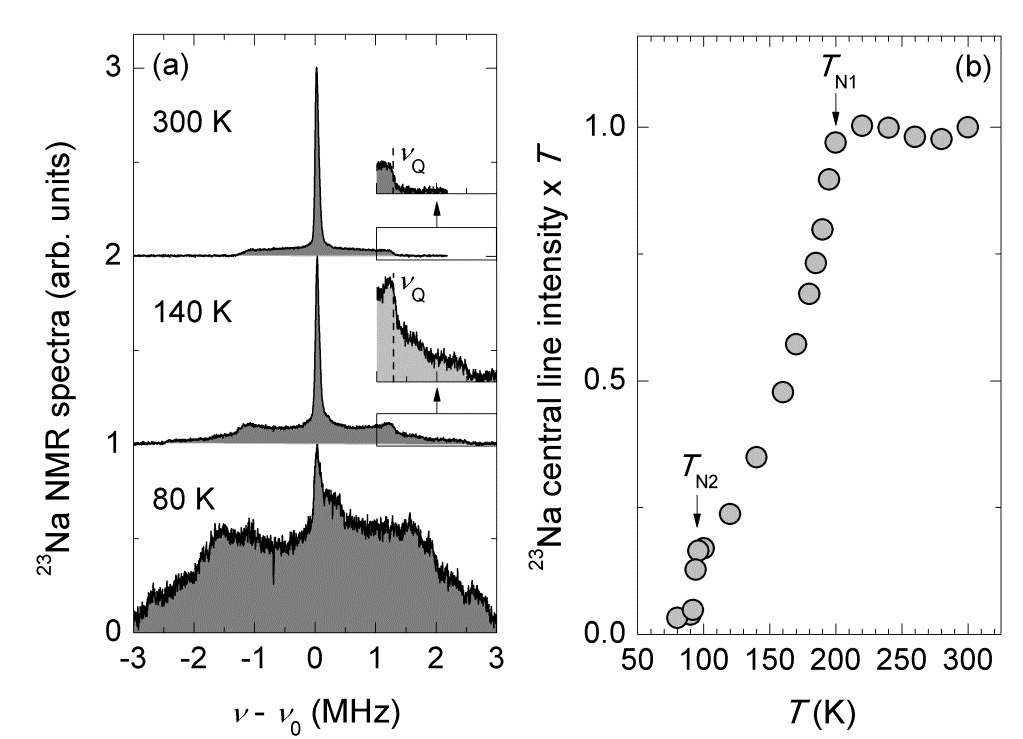 (a)
300 K
140 K
80 K
νQ
νQ
3
2
1
0
-3 -2 -1 0 1 2 3
ν - ν0 (MHz)
23Na NMR spectra (arb. units)
(b)
TN1
TN2
1.0
0.5
0.0
50 100 150 200 250 300
T (K)
23Na central line intensity x T